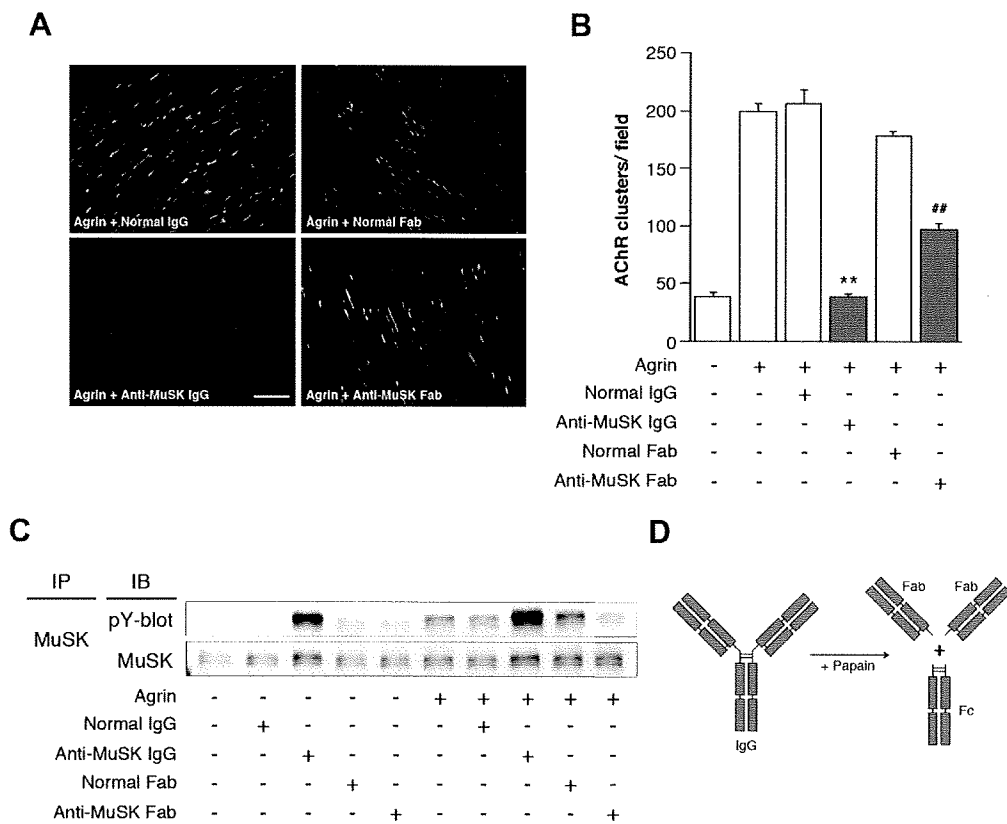 A
Agrin + Normal IgG
Agrin + Normal Fab
Agrin + Anti-MuSK IgG
Agrin + Anti-MuSK Fab
B
AChR clusters/ field
250
200
150
100
50
0
**
##
Agrin - + + + + +
Normal IgG - - + - - -
Anti-MuSK IgG - - - + - -
Normal Fab - - - - + -
Anti-MuSK Fab - - - - - +
C
IP IB
MuSK
pY-blot
MuSK
Agrin - - - - - + + + + +
Normal IgG - + - - - - + - - -
Anti-MuSK IgG - - + - - - - + - -
Normal Fab - - - + - - - - + -
Anti-MuSK Fab - - - - + - - - - +
D
IgG
+ Papain
Fab Fab
+
Fc